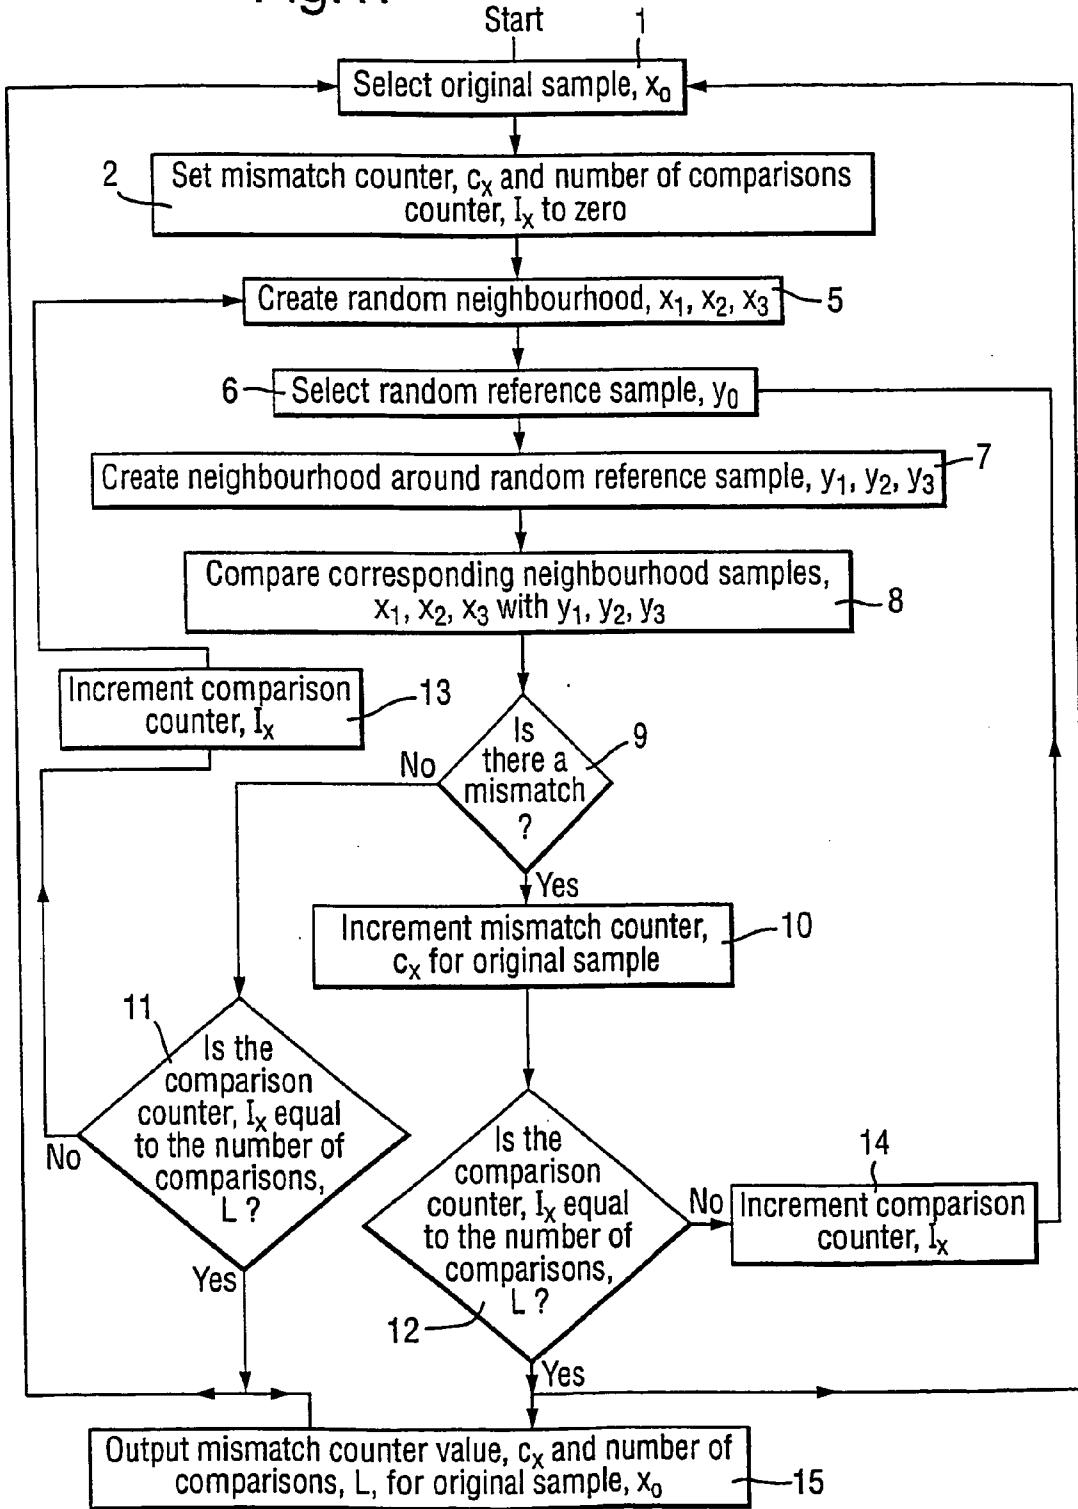 Start
1
Select original sample, x0
2
Set mismatch counter, cx and number of comparisons
counter, Ix to zero
Create random neighbourhood, x1, x2, x3
5
6
Select random reference sample, y0
7
Create neighbourhood around random reference sample, y1, y2, y3
Compare corresponding neighbourhood samples,
x1, x2, x3 with y1, y2, y3
8
Increment comparison
counter, Ix
13
Is
there a
mismatch
?
9
No
Yes
Increment mismatch counter,
cx for original sample
10
11
Is the
comparison
counter, Ix equal
to the number of
comparisons,
L ?
No
Yes
Is the
comparison
counter, Ix equal
to the number of
comparisons,
L ?
12
No
Yes
14
Increment comparison
counter, Ix
Output mismatch counter value, cx and number of
comparisons, L, for original sample, x0
15